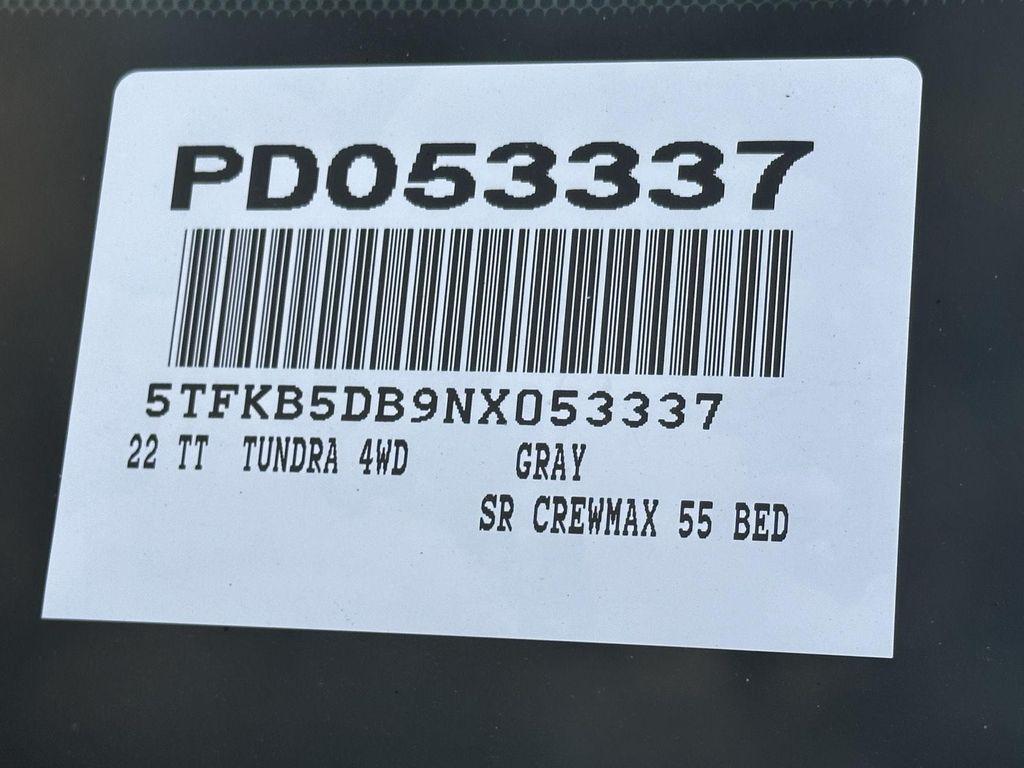 PD053337
5TFKB5DB9NX053337
22 TT TUNDRA 4WD GRAY
SR CREWMAX 55 BED